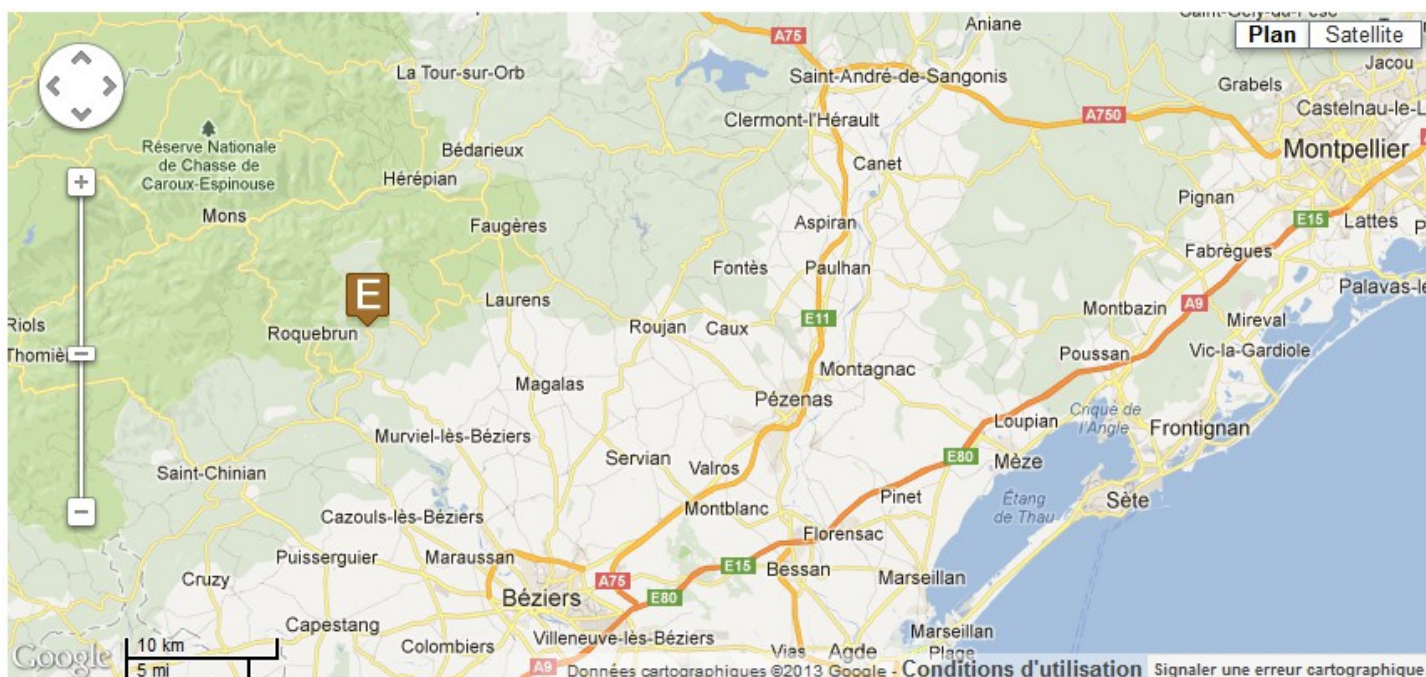 Saint-Gély-du-Fesc
Aniane
A75
Plan
Satellite
La Tour-sur-Orb
Saint-André-de-Sangonis
Jacou
Grabels
Castelnau-le-L
Clermont-l'Hérault
A750
Réserve Nationale
de Chasse de
Caroux-Espinouse
Bédarieux
Montpellier
Hérépian
Canet
Mons
Pignan
Faugères
Aspiran
E15
Lattes
P
Fabrègues
Fontès
Paulhan
E
Laurens
Palavas-le
Montbazin
A9
Riols
Roquebrun
Roujan
Caux
E11
Mireval
Thomiè
Poussan
Vic-la-Gardiole
Magalas
Montagnac
Pézenas
Crique de
l'Angle
Loupian
Frontignan
Murviel-lès-Béziers
Saint-Chinian
Servian
Valros
E80
Mèze
Pinet
Étang
de Thau
Sète
Cazouls-lès-Béziers
Montblanc
Florensac
Puisserguier
Maraussan
E15
Bessan
Cruzy
A75
Marseillan
Béziers
E80
Capestang
Colombiers
Villeneuve-lès-Béziers
Marseillan
Plage
Vias
Agde
10 km
5 mi
Google
A9
Données cartographiques ©2013 Google - Conditions d'utilisation
Signaler une erreur cartographique